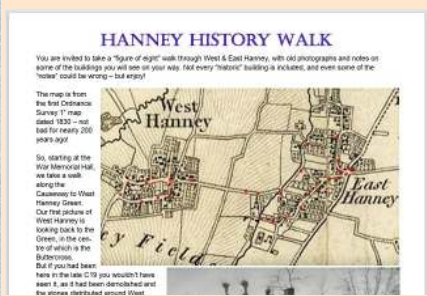 HANNEY HISTORY WALK
You are invited to take a "figure of eight" walk through West & East Hanney, with old photographs and notes on
some of the buildings you will see on your way. Not every "historic" building is included, and even some of the
"notes" could be wrong – but enjoy!
The map is from
the first Ordnance
Survey 1" map
dated 1830 – not
bad for nearly 200
years ago!
So, starting at the
War Memorial Hall,
we take a walk
along the
Causeway to West
Hanney Green.
Our first picture of
West Hanney is
looking back to the
Green, in the cen-
tre of which is the
Buttercross.
But if you had been
here in the late C19 you wouldn't have
seen it, as it had been demolished and
the stones distributed around West
West
Hanney
East
Hanney
ey Field